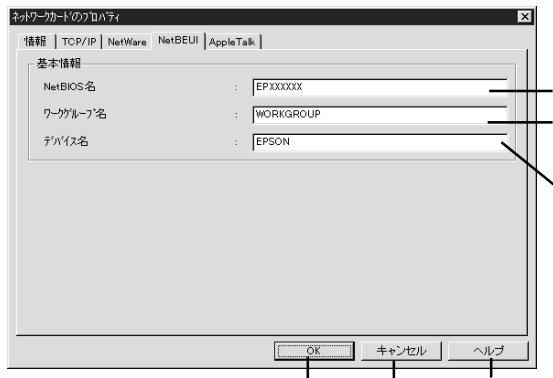 ﾈｯﾄﾜｰｸｶｰﾄﾞのﾌﾟﾛﾊﾟﾃｨ
情報 TCP/IP NetWare NetBEUI AppleTalk
基本情報
NetBIOS名 : EPXXXXXX
ﾜｰｸｸﾞﾙｰﾌﾟ名 : WORKGROUP
ﾃﾞﾊﾞｲｽ名 : EPSON
OK キャンセル ヘルプ